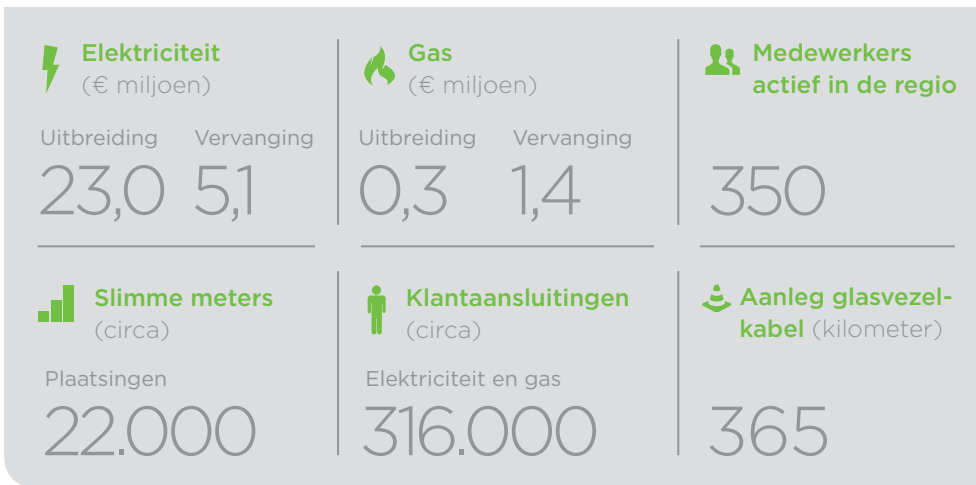 Elektriciteit
(€ miljoen)
Uitbreiding Vervanging
23,0 5,1
Gas
(€ miljoen)
Uitbreiding Vervanging
0,3 1,4
Medewerkers
actief in de regio
350
Slimme meters
(circa)
Plaatsingen
22.000
Klantaansluitingen
(circa)
Elektriciteit en gas
316.000
Aanleg glasvezel-
kabel (kilometer)
365